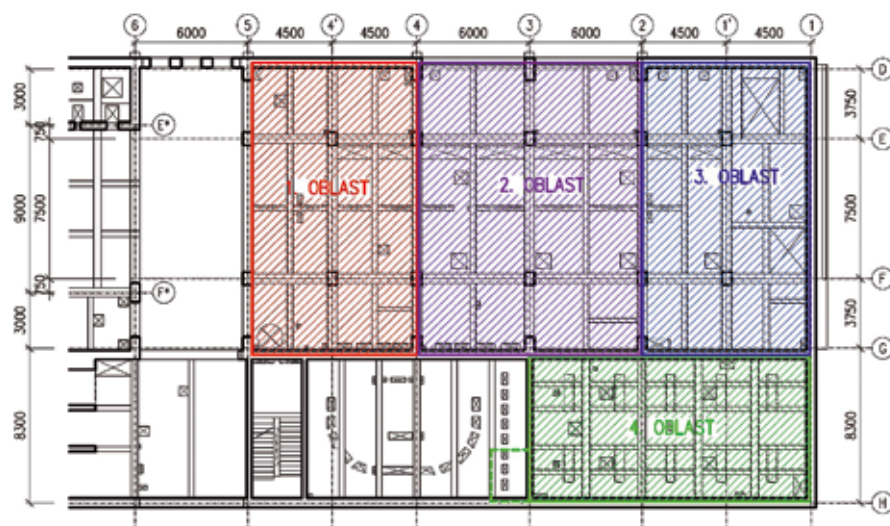 6 5 4' 4 3 2 1' 1
6000 4500 4500 6000 6000 4500 4500
D
3000 3750
E* E
750
1. OBLAST 2. OBLAST 3. OBLAST
9000 7500 7500
750
F* F
3000 3750
G
8300 4. OBLAST 8300
H